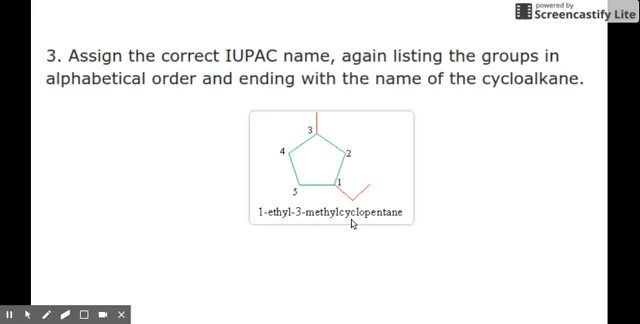 powered by
Screencastify Lite
3. Assign the correct IUPAC name, again listing the groups in
alphabetical order and ending with the name of the cycloalkane.
3
4
2
1
5
1-ethyl-3-methylcyclopentane